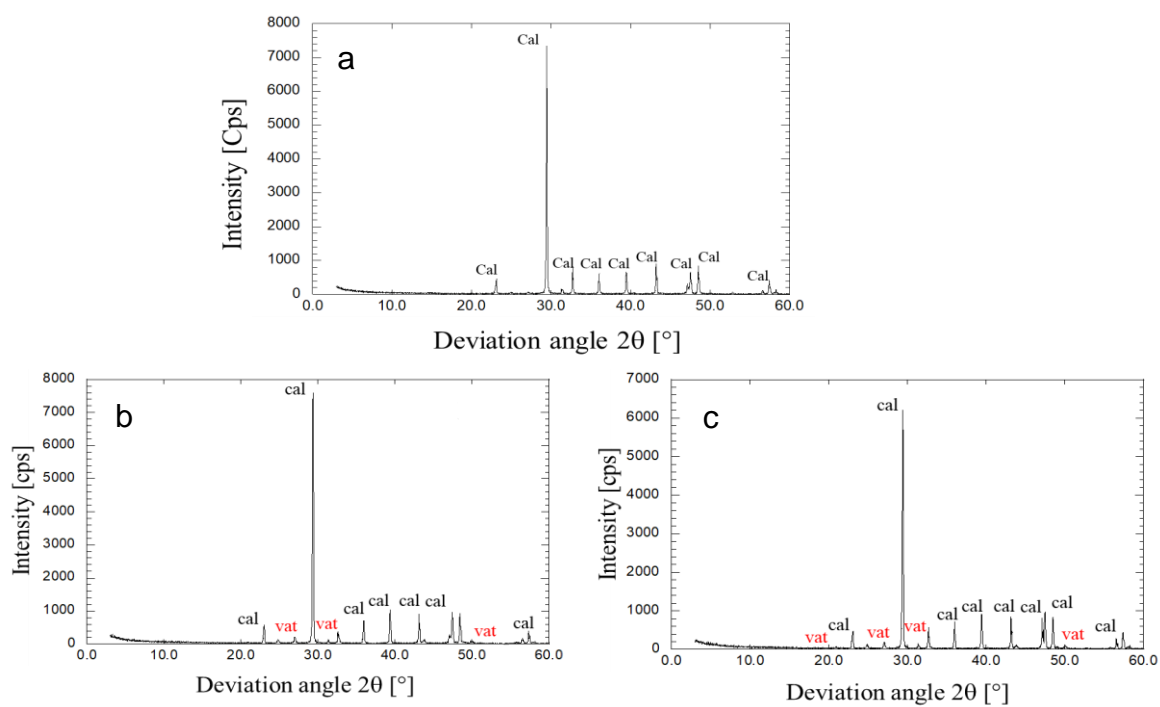 a
Intensity [Cps]
8000
7000
6000
5000
4000
3000
2000
1000
0
Cal
Cal Cal Cal Cal Cal Cal Cal Cal
0.0 10.0 20.0 30.0 40.0 50.0 60.0
Deviation angle 2θ [°]
b
Intensity [cps]
8000
7000
6000
5000
4000
3000
2000
1000
0
cal
cal vat vat cal cal cal cal vat cal
0.0 10.0 20.0 30.0 40.0 50.0 60.0
Deviation angle 2θ [°]
c
Intensity [cps]
7000
6000
5000
4000
3000
2000
1000
0
cal
vat cal vat vat cal cal cal cal vat cal
0.0 10.0 20.0 30.0 40.0 50.0 60.0
Deviation angle 2θ [°]